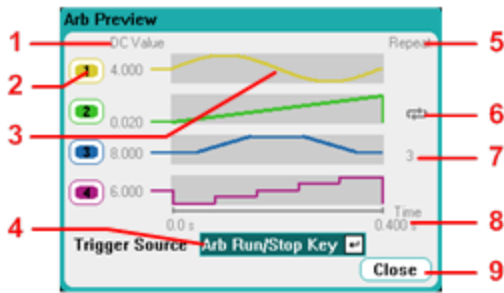 Arb Preview
1 DC Value Repeat 5
2 1 4.000
3 2 0.020 6
3 8.000 3 7
4 6.000
0.0 s 0.400 s Time 8
4 Trigger Source Arb Run/Stop Key
Close 9